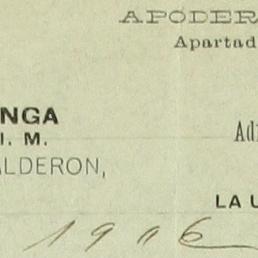 APODER
Apartad
NGA
I. M.
Ad
ALDERON,
LA U
1906